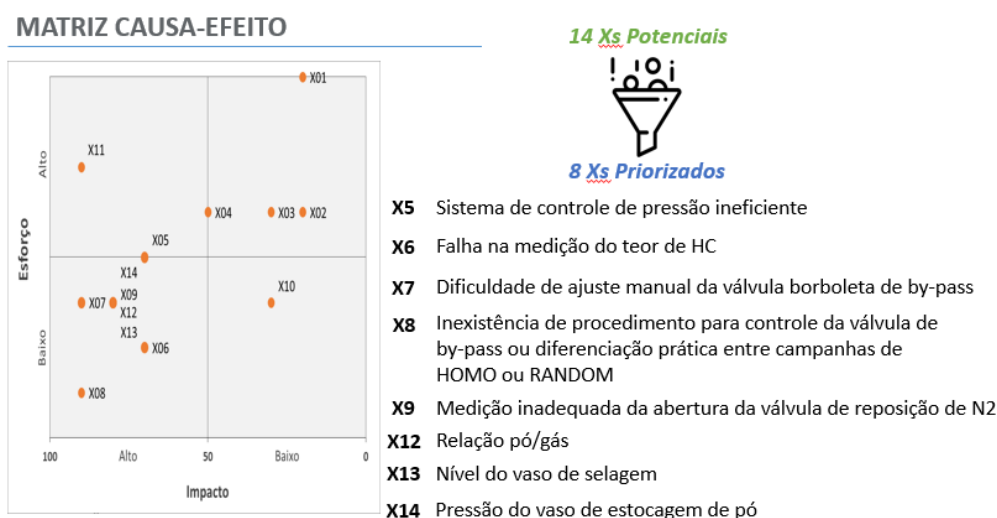 MATRIZ CAUSA-EFEITO
14 Xs Potenciais
8 Xs Priorizados
Esforço
Alto
Baixo
X01
X11
X04
X03
X02
X05
X14
X10
X07
X09
X12
X13
X06
X08
100
Alto
50
Baixo
0
Impacto
X5 Sistema de controle de pressão ineficiente
X6 Falha na medição do teor de HC
X7 Dificuldade de ajuste manual da válvula borboleta de by-pass
X8 Inexistência de procedimento para controle da válvula de
by-pass ou diferenciação prática entre campanhas de
HOMO ou RANDOM
X9 Medição inadequada da abertura da válvula de reposição de N2
X12 Relação pó/gás
X13 Nível do vaso de selagem
X14 Pressão do vaso de estocagem de pó